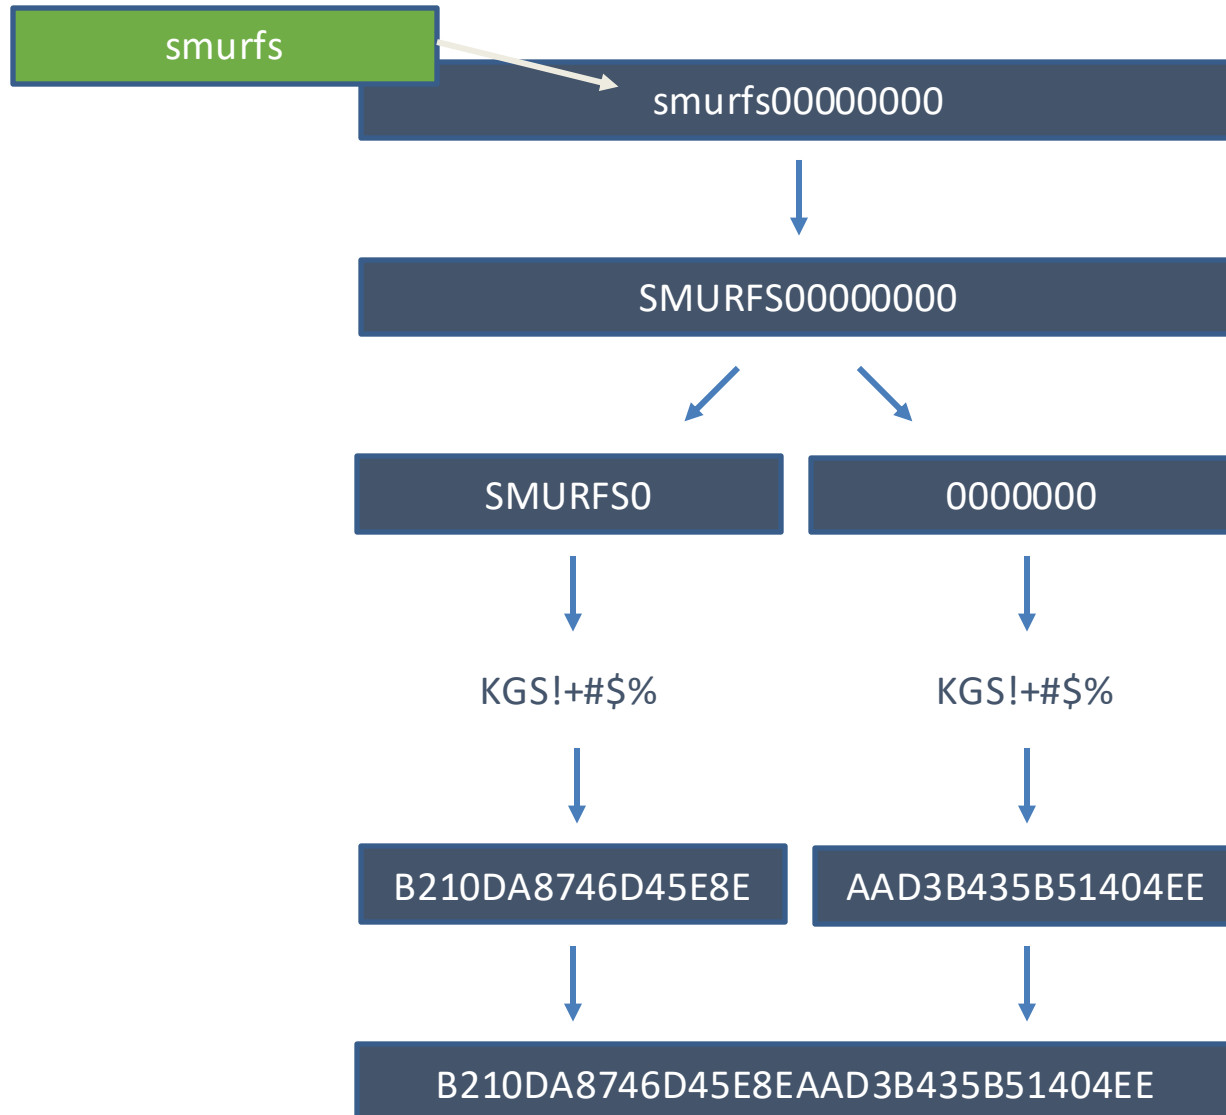 smurfs
smurfs00000000
SMURFS00000000
SMURFS0
0000000
KGS!+#$%
KGS!+#$%
B210DA8746D45E8E
AAD3B435B51404EE
B210DA8746D45E8EAAD3B435B51404EE